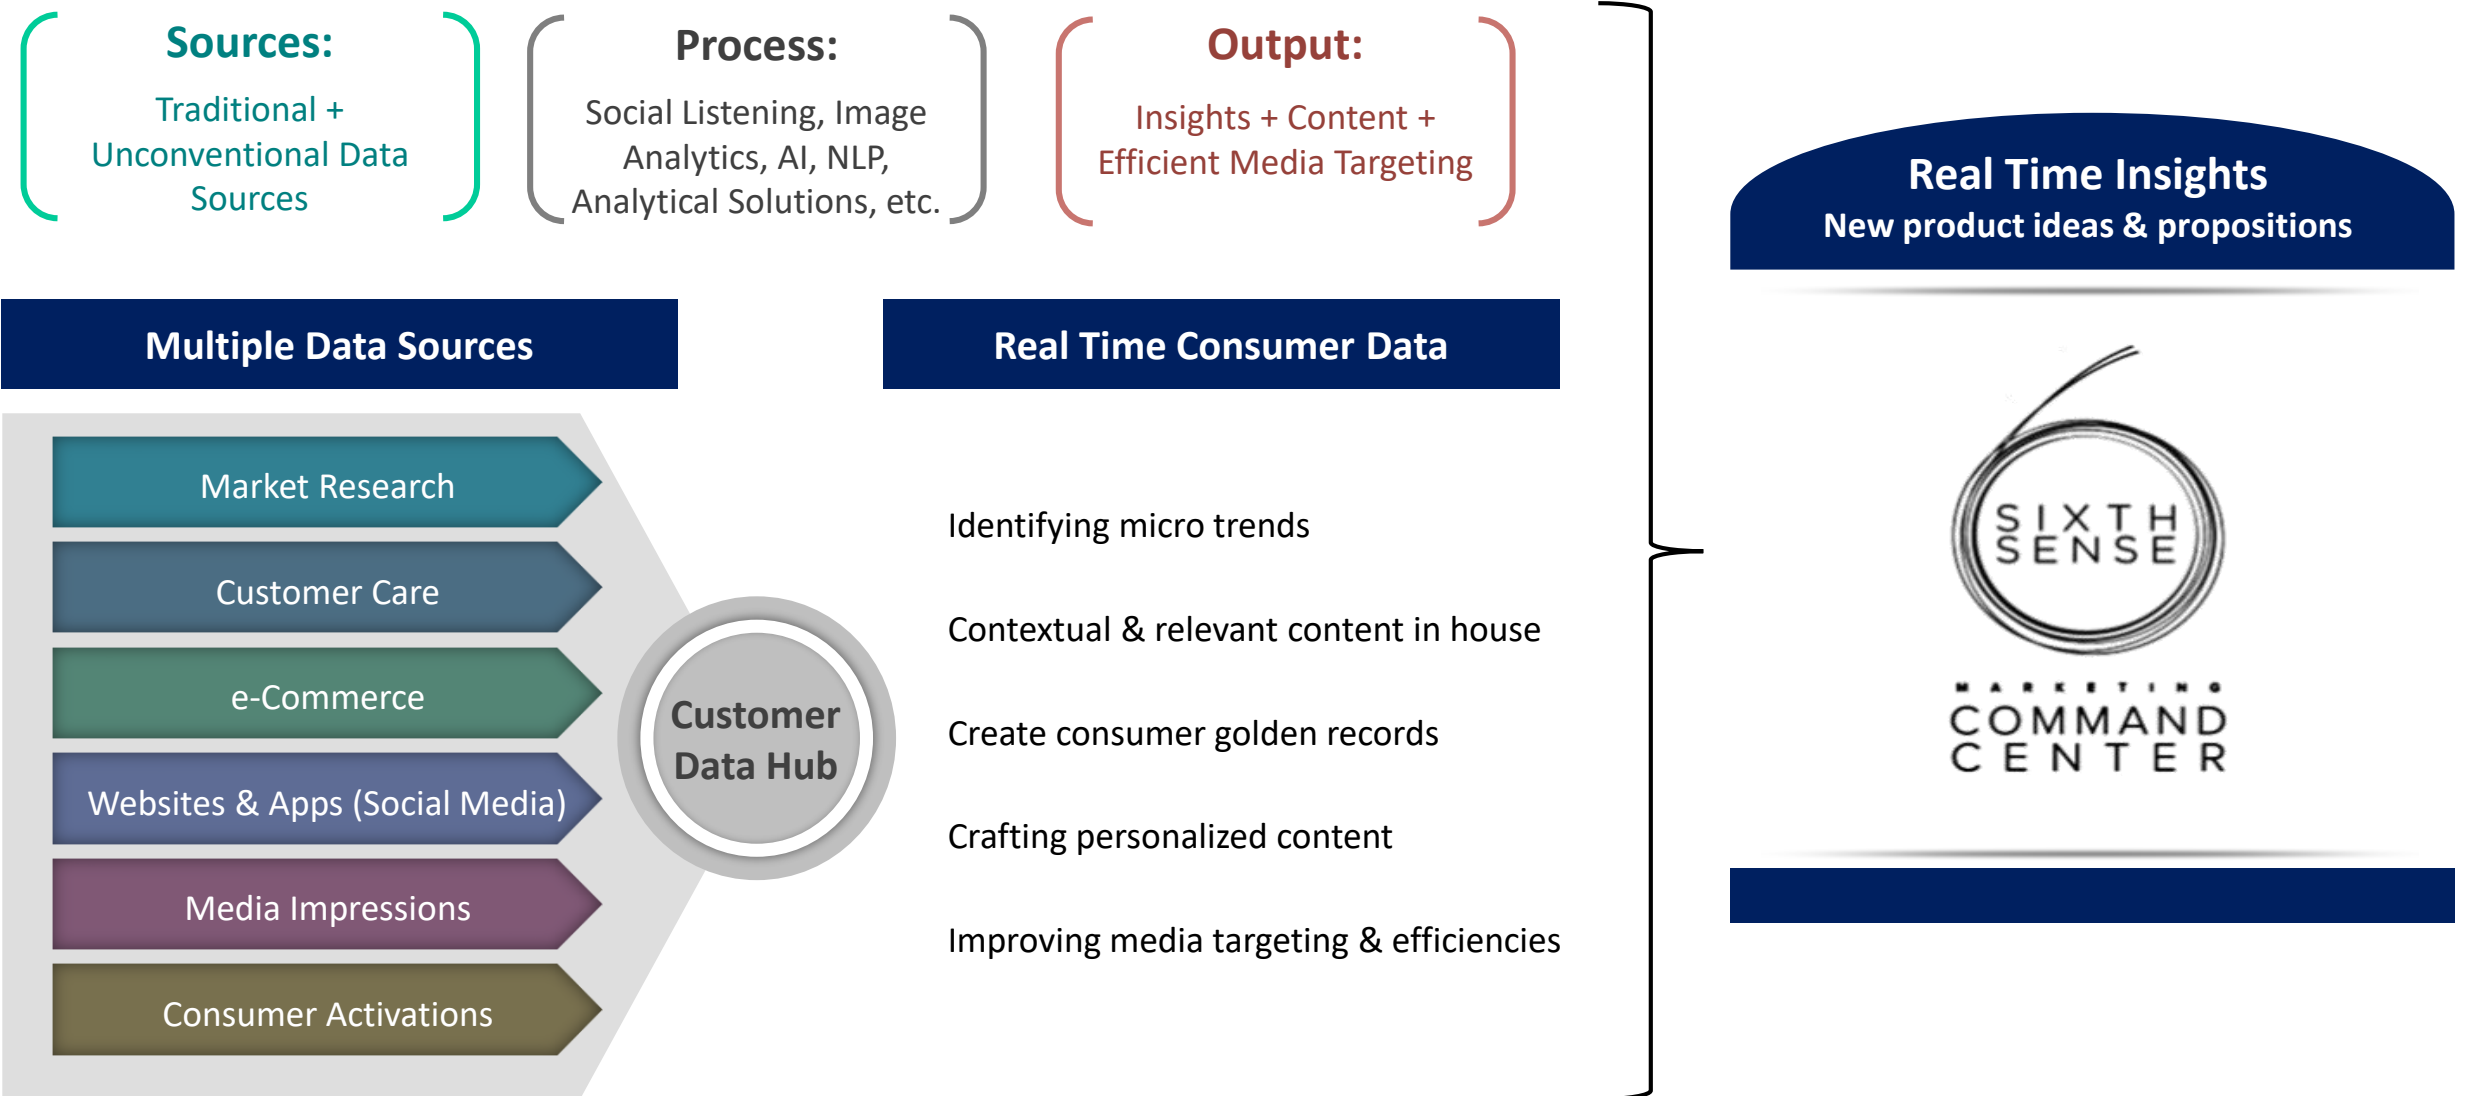 Sources:
Traditional +
Unconventional Data
Sources
Process:
Social Listening, Image
Analytics, AI, NLP,
Analytical Solutions, etc.
Output:
Insights + Content +
Efficient Media Targeting
Real Time Insights
New product ideas & propositions
Multiple Data Sources
Market Research
Customer Care
e-Commerce
Websites & Apps (Social Media)
Media Impressions
Consumer Activations
Customer
Data Hub
Real Time Consumer Data
Identifying micro trends
Contextual & relevant content in house
Create consumer golden records
Crafting personalized content
Improving media targeting & efficiencies
SIXTH
SENSE
MARKETING
COMMAND
CENTER